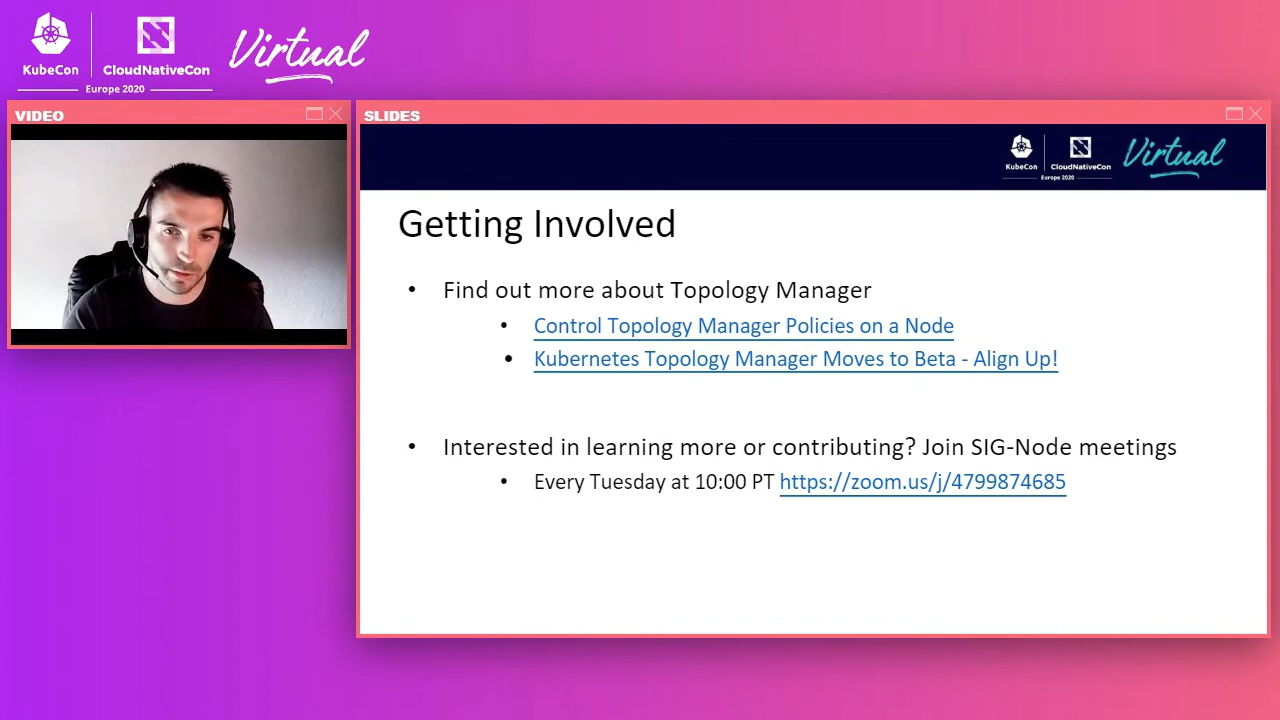 KubeCon
CloudNativeCon
Europe 2020
Virtual
VIDEO
SLIDES
KubeCon
CloudNativeCon
Europe 2020
Virtual
Getting Involved
• Find out more about Topology Manager
• Control Topology Manager Policies on a Node
• Kubernetes Topology Manager Moves to Beta - Align Up!
• Interested in learning more or contributing? Join SIG-Node meetings
• Every Tuesday at 10:00 PT https://zoom.us/j/4799874685